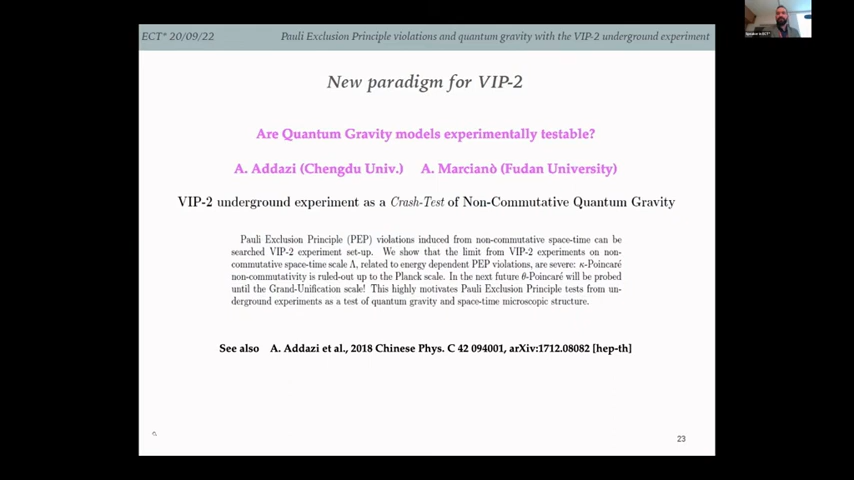 ECT* 20/09/22 Pauli Exclusion Principle violations and quantum gravity with the VIP-2 underground experiment
Speaker is ECT*
New paradigm for VIP-2
Are Quantum Gravity models experimentally testable?
A. Addazi (Chengdu Univ.) A. Marcianò (Fudan University)
VIP-2 underground experiment as a Crash-Test of Non-Commutative Quantum Gravity
Pauli Exclusion Principle (PEP) violations induced from non-commutative space-time can be
searched VIP-2 experiment set-up. We show that the limit from VIP-2 experiments on non-
commutative space-time scale Λ, related to energy dependent PEP violations, are severe: κ-Poincaré
non-commutativity is ruled-out up to the Planck scale. In the next future θ-Poincaré will be probed
until the Grand-Unification scale! This highly motivates Pauli Exclusion Principle tests from un-
derground experiments as a test of quantum gravity and space-time microscopic structure.
See also A. Addazi et al., 2018 Chinese Phys. C 42 094001, arXiv:1712.08082 [hep-th]
23